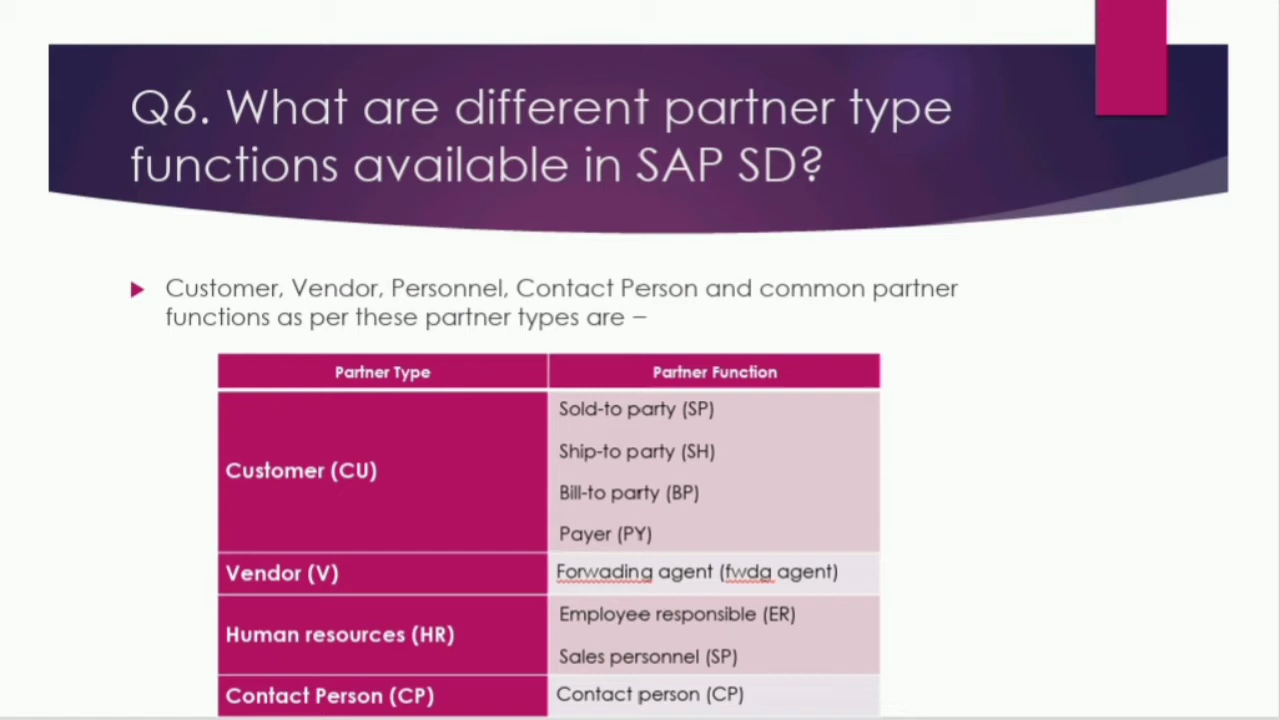 Q6. What are different partner type
functions available in SAP SD?
Customer, Vendor, Personnel, Contact Person and common partner
functions as per these partner types are –
Partner Type
Partner Function
Customer (CU)
Sold-to party (SP)
Ship-to party (SH)
Bill-to party (BP)
Payer (PY)
Vendor (V)
Forwading agent (fwdg agent)
Human resources (HR)
Employee responsible (ER)
Sales personnel (SP)
Contact Person (CP)
Contact person (CP)